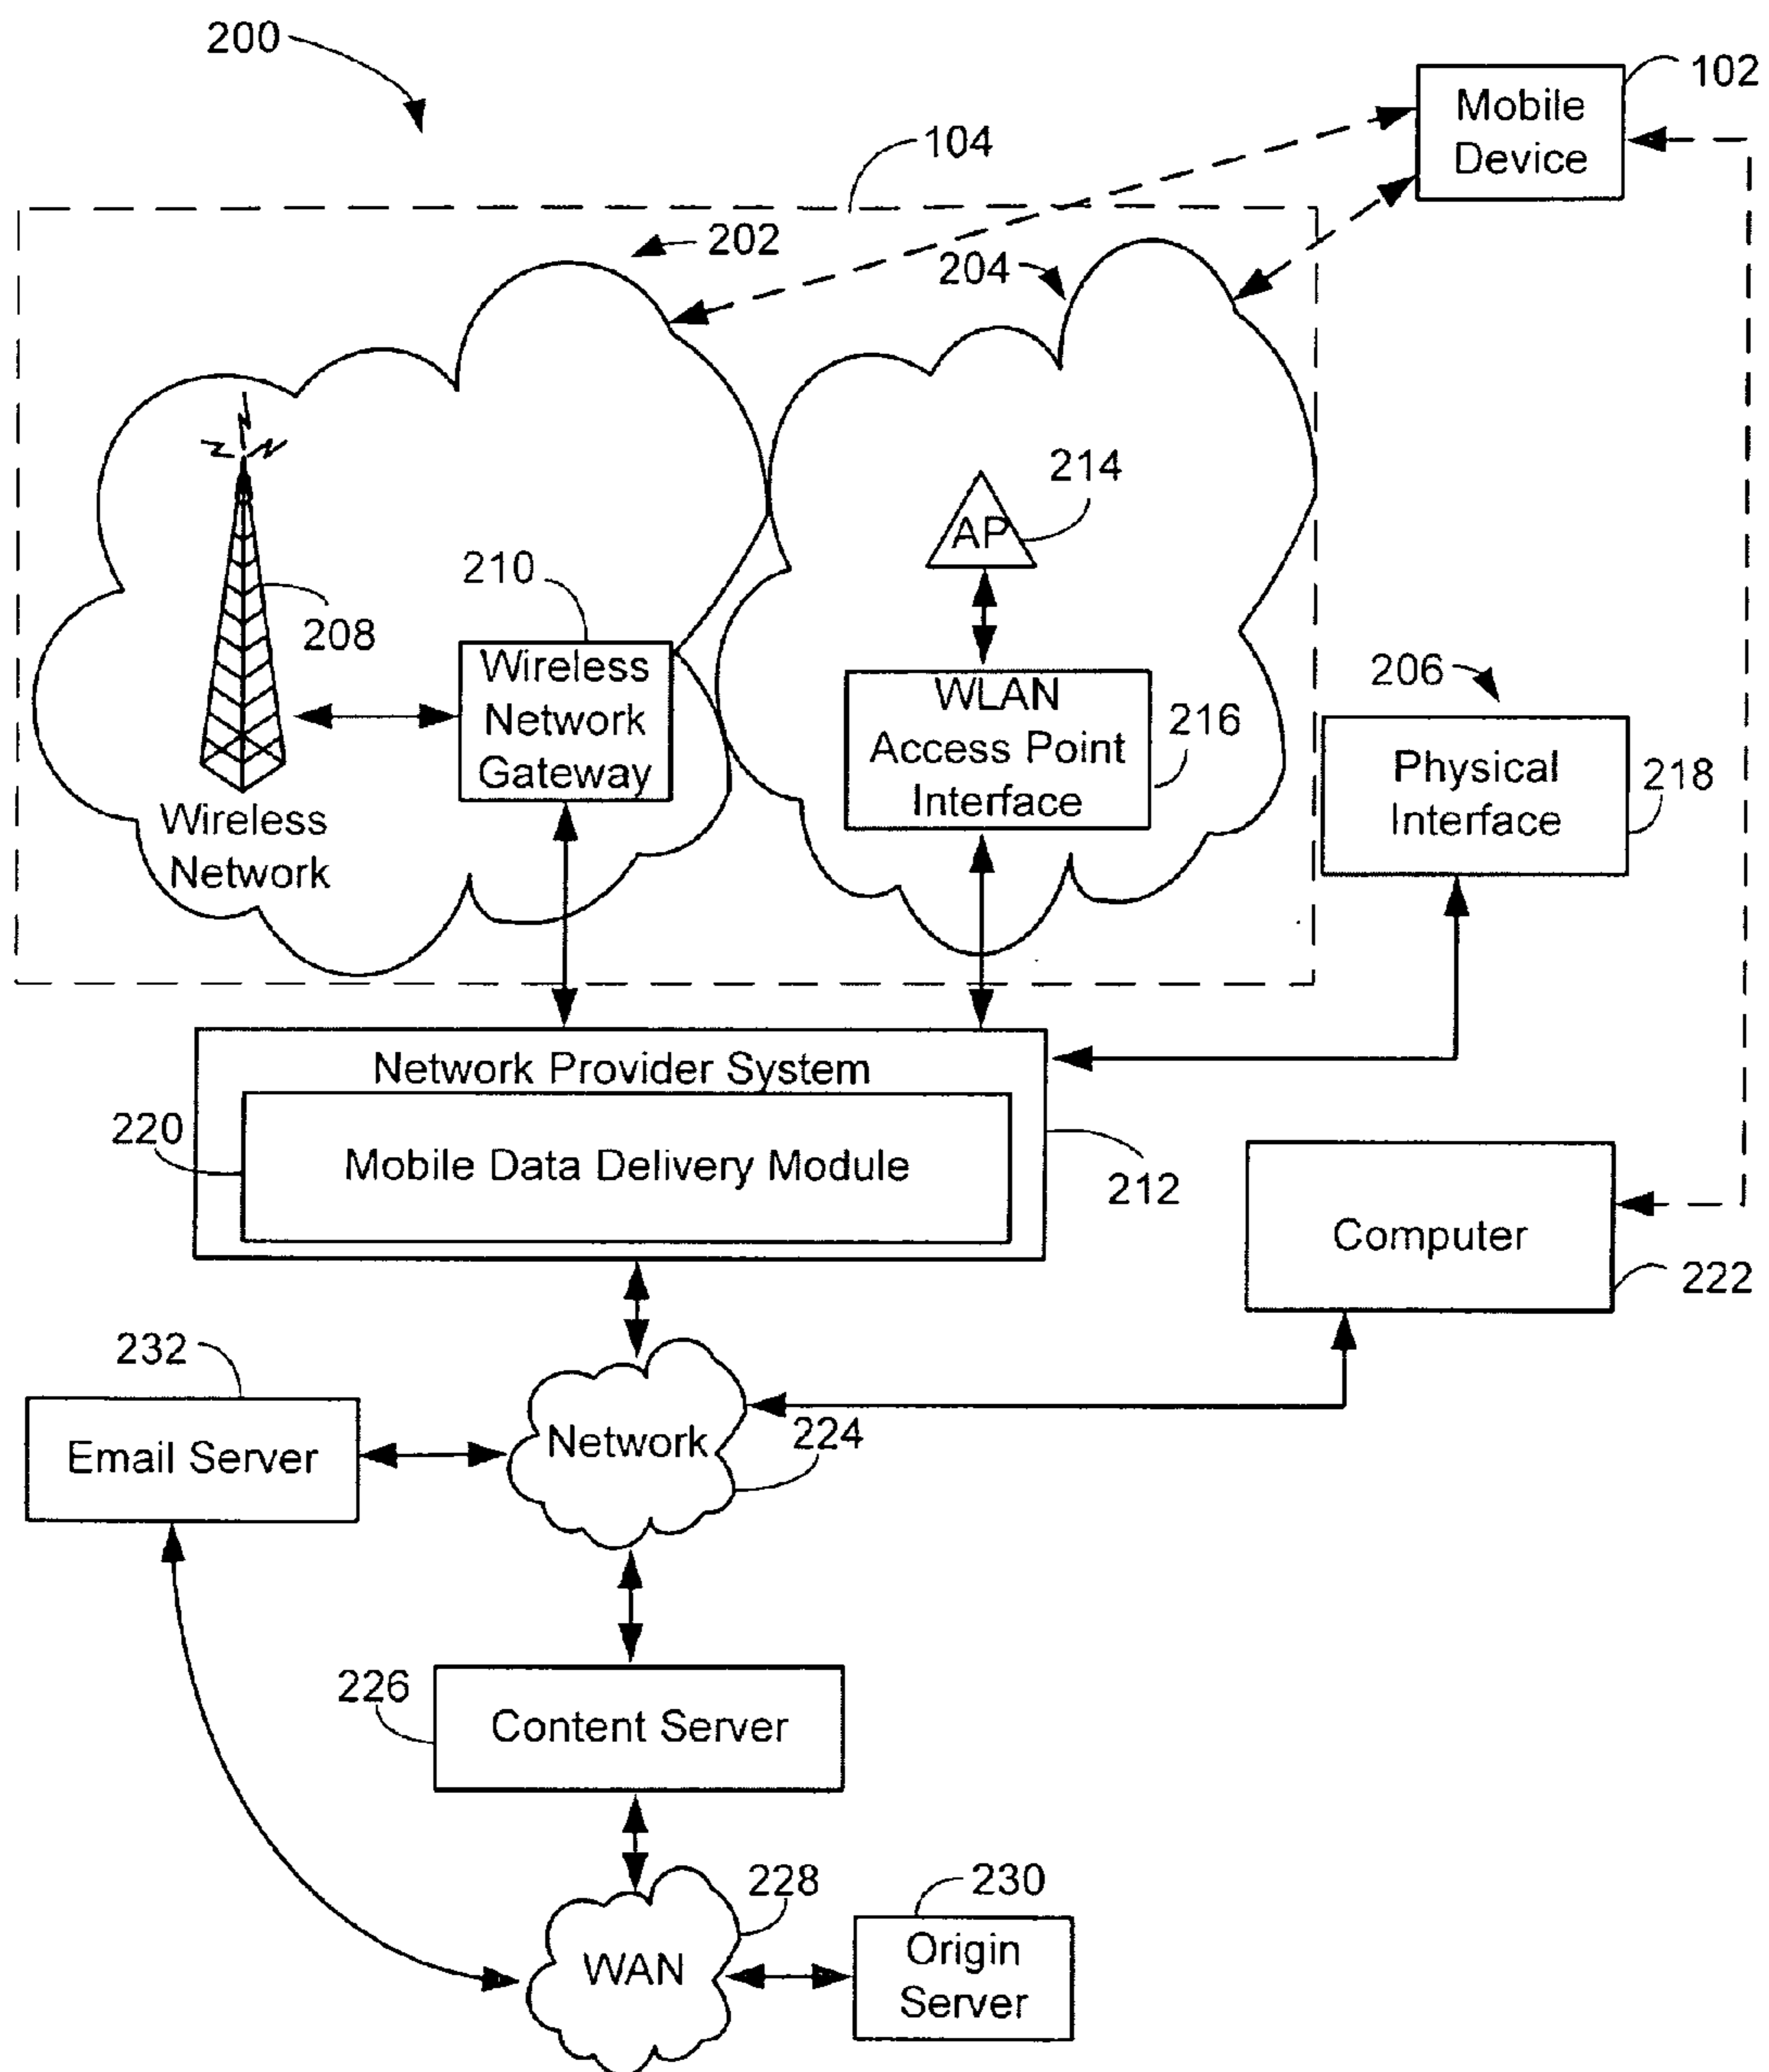 200
102
Mobile
Device
104
202
204
214
AP
210
208
Wireless
Network
Gateway
WLAN
Access Point
Interface
216
206
Physical
Interface
218
Wireless
Network
Network Provider System
220
Mobile Data Delivery Module
212
Computer
222
232
Email Server
Network
224
226
Content Server
228
WAN
230
Origin
Server